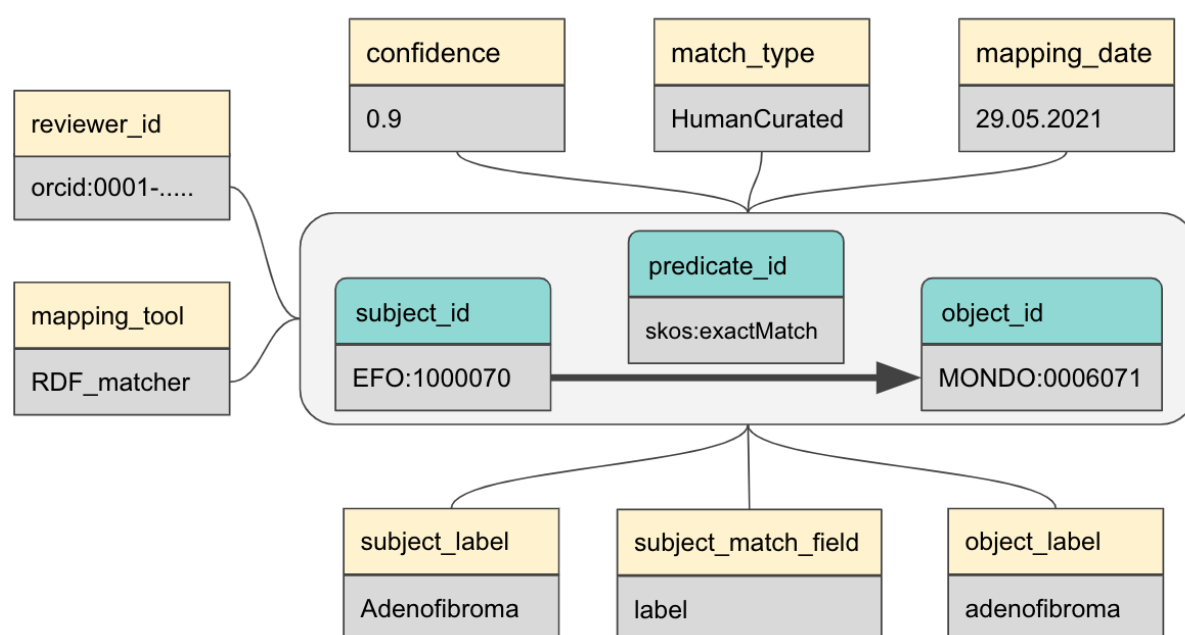 confidence
0.9
match_type
HumanCurated
mapping_date
29.05.2021
reviewer_id
orcid:0001-.....
mapping_tool
RDF_matcher
subject_id
EFO:1000070
predicate_id
skos:exactMatch
object_id
MONDO:0006071
subject_label
Adenofibroma
subject_match_field
label
object_label
adenofibroma